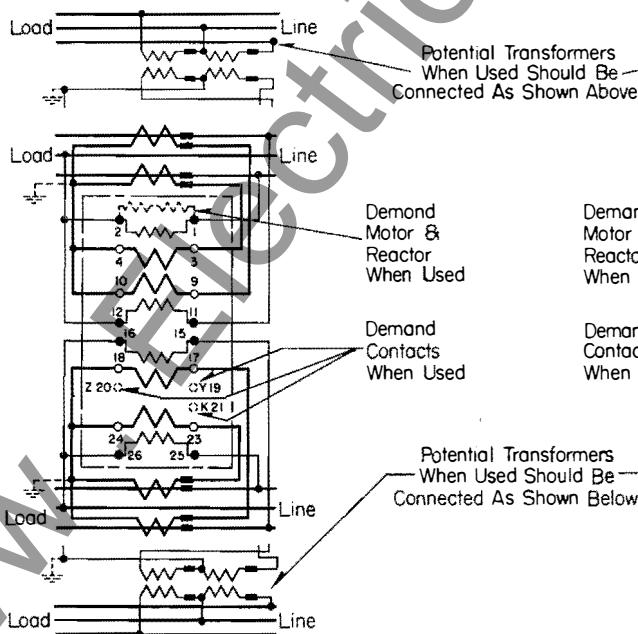 Load
Line
Potential Transformers
When Used Should Be
Connected As Shown Above
Load
Line
2
1
4
3
10
9
12
11
16
15
18
17
Z 20
Y19
K21
24
23
26
25
Demond
Motor &
Reactor
When Used
Demand
Contacts
When Used
Load
Line
Potential Transformers
When Used Should Be
Connected As Shown Below
Load
Line
Electric
w.